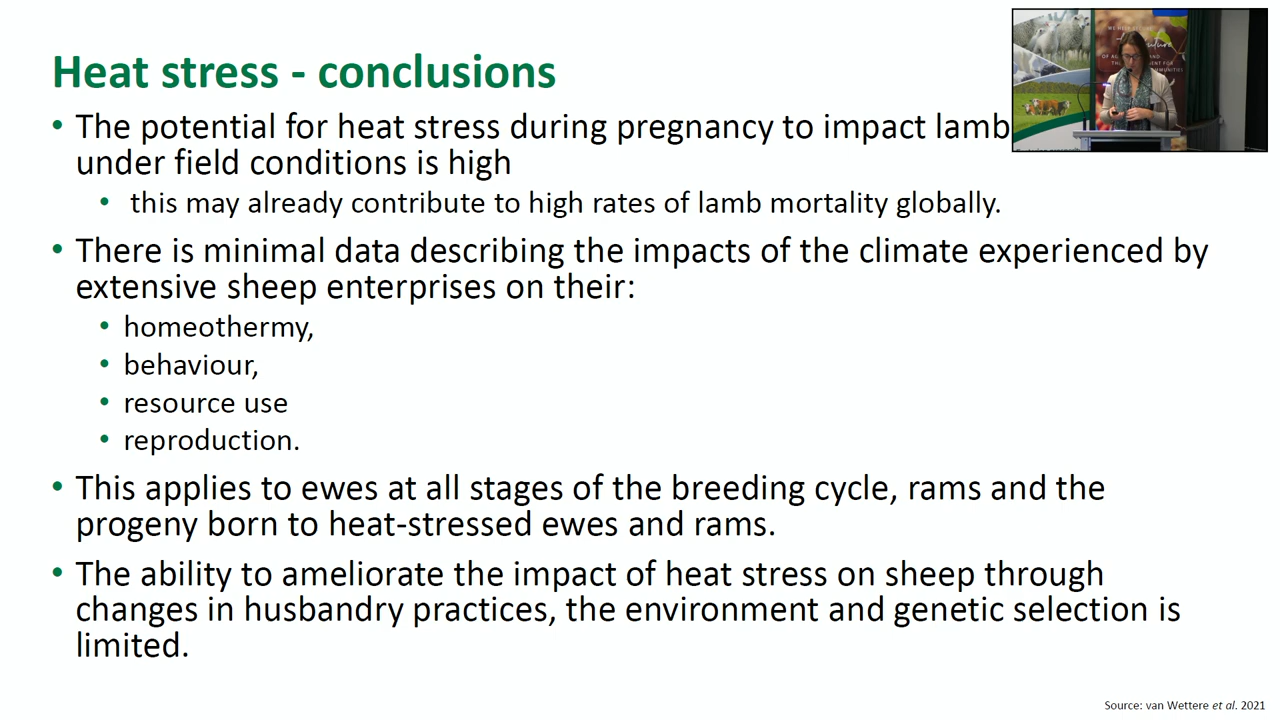 Heat stress - conclusions
• The potential for heat stress during pregnancy to impact lamb
under field conditions is high
• this may already contribute to high rates of lamb mortality globally.
• There is minimal data describing the impacts of the climate experienced by
extensive sheep enterprises on their:
• homeothermy,
• behaviour,
• resource use
• reproduction.
• This applies to ewes at all stages of the breeding cycle, rams and the
progeny born to heat-stressed ewes and rams.
• The ability to ameliorate the impact of heat stress on sheep through
changes in husbandry practices, the environment and genetic selection is
limited.
Source: van Wettere et al. 2021